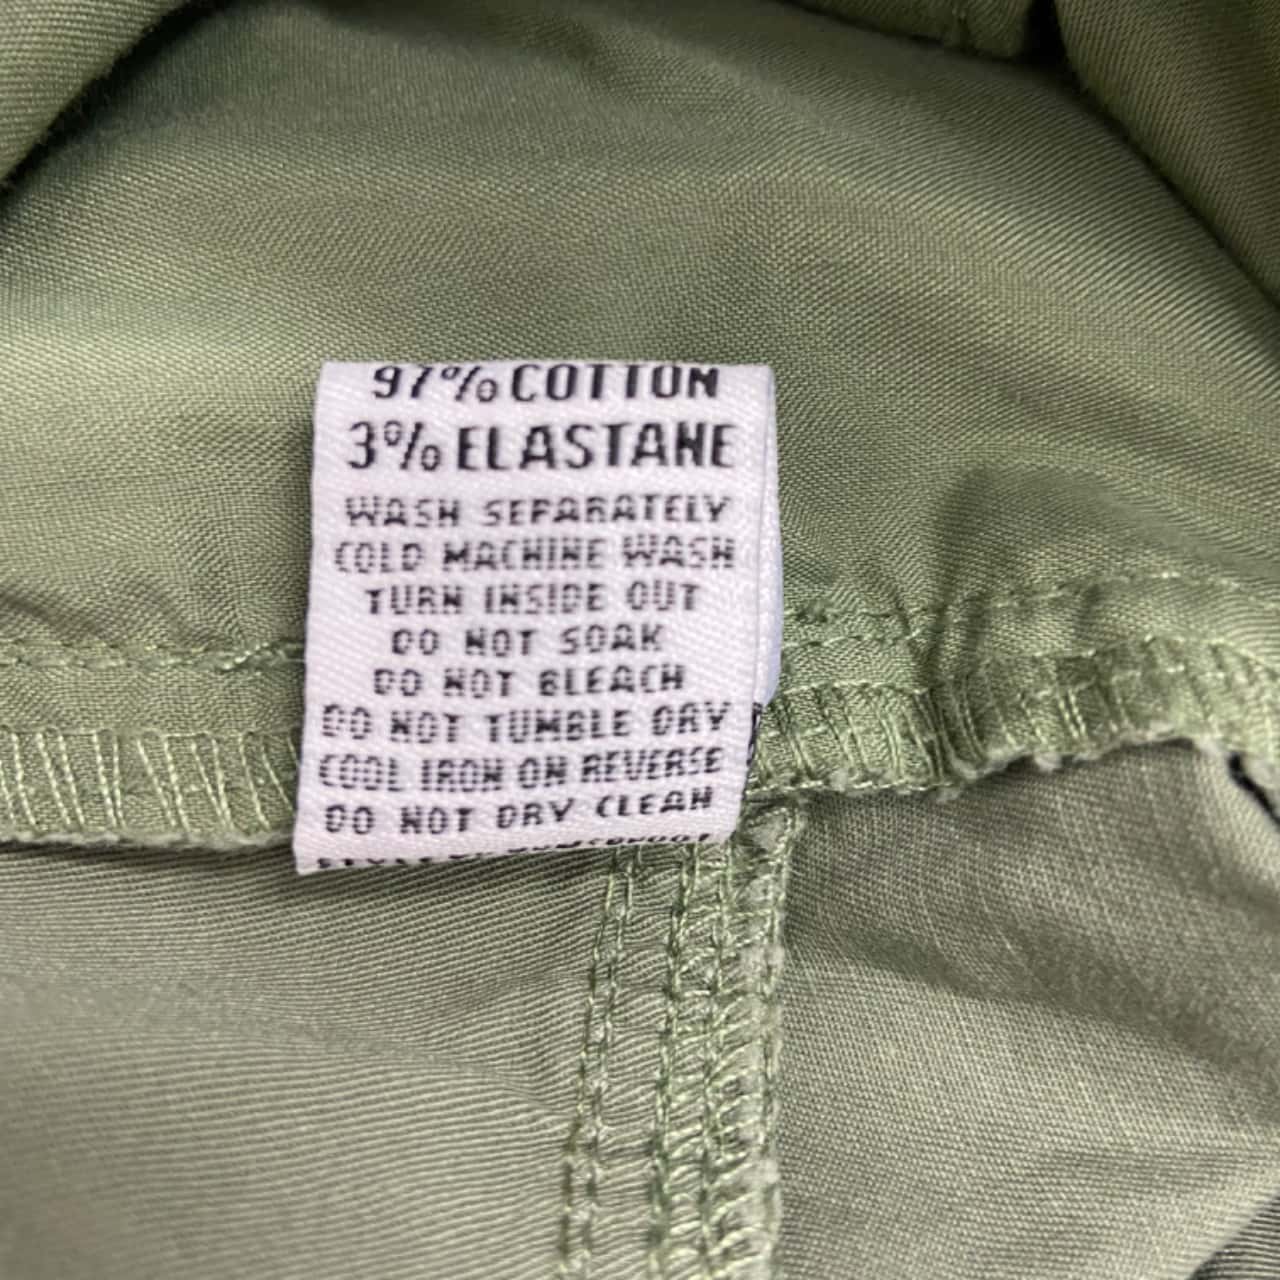 97% COTTON
3% ELASTANE
WASH SEPARATELY
COLD MACHINE WASH
TURN INSIDE OUT
DO NOT SOAK
DO NOT BLEACH
DO NOT TUMBLE DRY
COOL IRON ON REVERSE
DO NOT DRY CLEAN